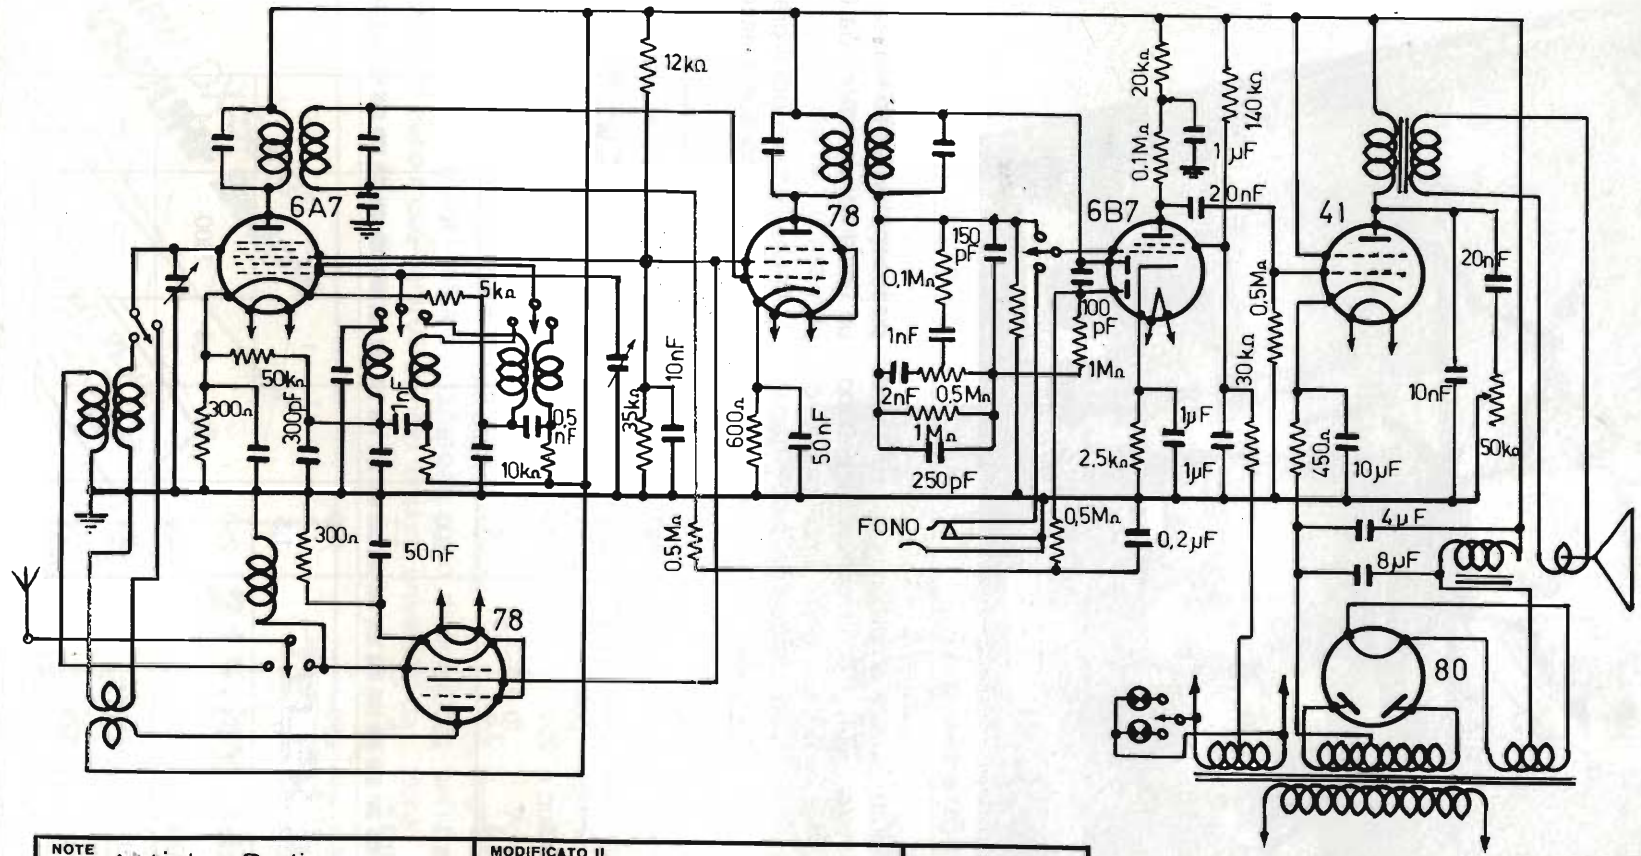 12kΩ
20kΩ
140kΩ
0.1MΩ
1µF
6A7
78
6B7
20nF
41
150
pF
0,1MΩ
20nF
5kΩ
100
pF
1nF
0,5MΩ
50kΩ
1nF
10nF
1MΩ
30kΩ
10nF
300Ω
300pF
0,5
nF
35kΩ
600Ω
50nF
2nF
0.5MΩ
1MΩ
1µF
450Ω
50kΩ
10kΩ
250pF
2.5kΩ
1µF
10µF
300Ω
50nF
0.5MΩ
FONO
0,5MΩ
0,2µF
4µF
8µF
78
80
NOTE
MODIFICATO IL